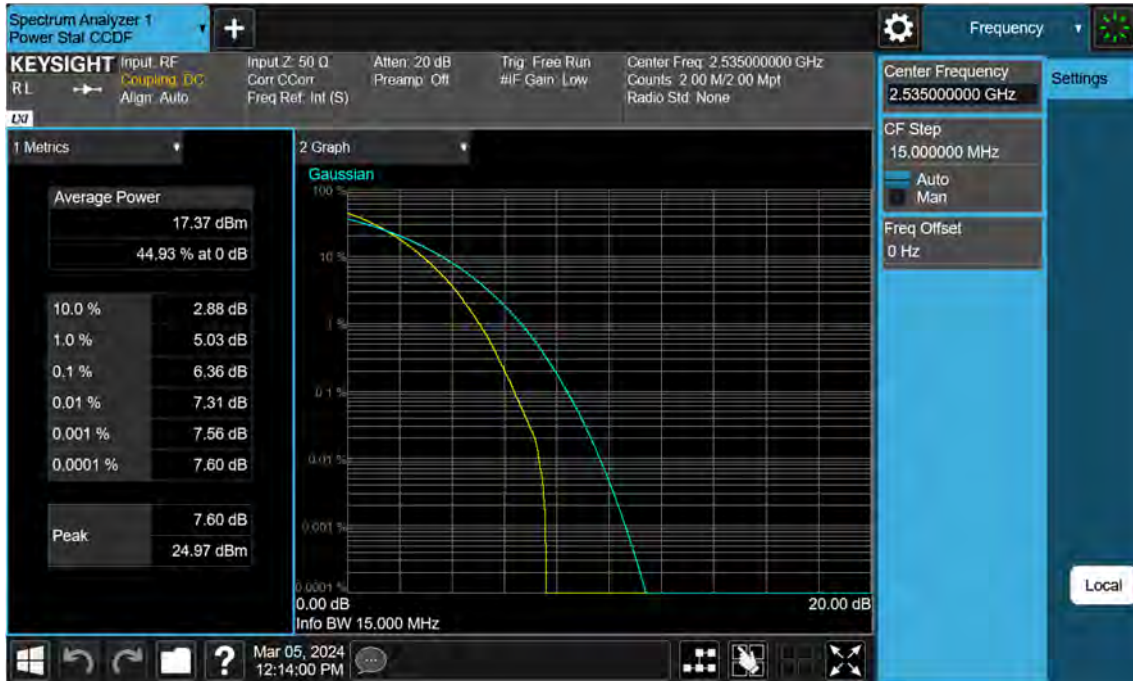 Spectrum Analyzer 1
Power Stat CCDF
+
Frequency
KEYSIGHT
RL
LXI
Input: RF
Coupling: DC
Align: Auto
Input Z: 50 Ω
Corr CCorr
Freq Ref: Int (S)
Atten: 20 dB
Preamp: Off
Trig: Free Run
#IF Gain: Low
Center Freq: 2.535000000 GHz
Counts: 2.00 M/2.00 Mpt
Radio Std: None
Center Frequency
2.535000000 GHz
Settings
CF Step
15.000000 MHz
Auto
Man
Freq Offset
0 Hz
Local
1 Metrics
Average Power
17.37 dBm
44.93 % at 0 dB
10.0 % 2.88 dB
1.0 % 5.03 dB
0.1 % 6.36 dB
0.01 % 7.31 dB
0.001 % 7.56 dB
0.0001 % 7.60 dB
Peak
7.60 dB
24.97 dBm
2 Graph
Gaussian
100 %
10 %
1 %
0.1 %
0.01 %
0.001 %
0.0001 %
0.00 dB 20.00 dB
Info BW 15.000 MHz
?
Mar 05, 2024
12:14:00 PM